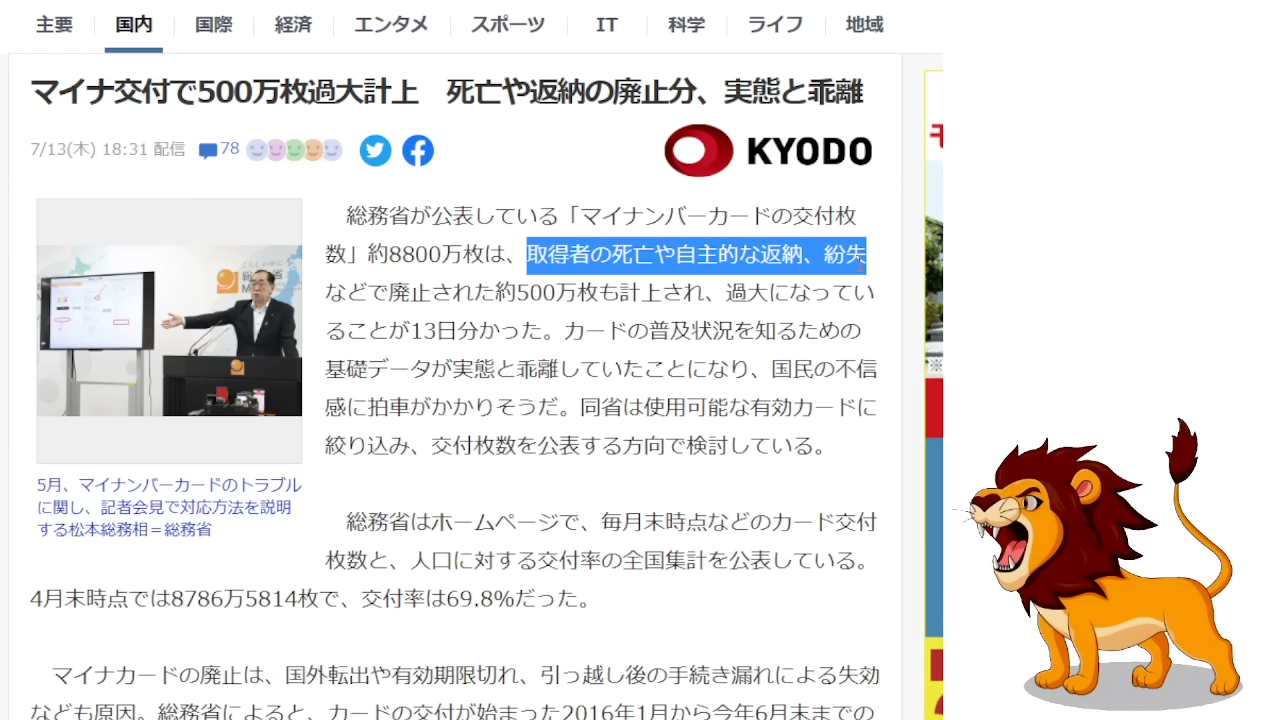 主要 国内 国際 経済 エンタメ スポーツ IT 科学 ライフ 地域
マイナ交付で500万枚過大計上 死亡や返納の廃止分、実態と乖離
7/13(木) 18:31 配信 78
KYODO
総務省が公表している「マイナンバーカードの交付枚
数」約8800万枚は、取得者の死亡や自主的な返納、紛失
などで廃止された約500万枚も計上され、過大になってい
ることが13日分かった。カードの普及状況を知るための
基礎データが実態と乖離していたことになり、国民の不信
感に拍車がかかりそうだ。同省は使用可能な有効カードに
絞り込み、交付枚数を公表する方向で検討している。
5月、マイナンバーカードのトラブル
に関し、記者会見で対応方法を説明
する松本総務相＝総務省
総務省はホームページで、毎月末時点などのカード交付
枚数と、人口に対する交付率の全国集計を公表している。
4月末時点では8786万5814枚で、交付率は69.8%だった。
マイナカードの廃止は、国外転出や有効期限切れ、引っ越し後の手続き漏れによる失効
なども原因。総務省によると、カードの交付が始まった2016年1月から今年6月末までの